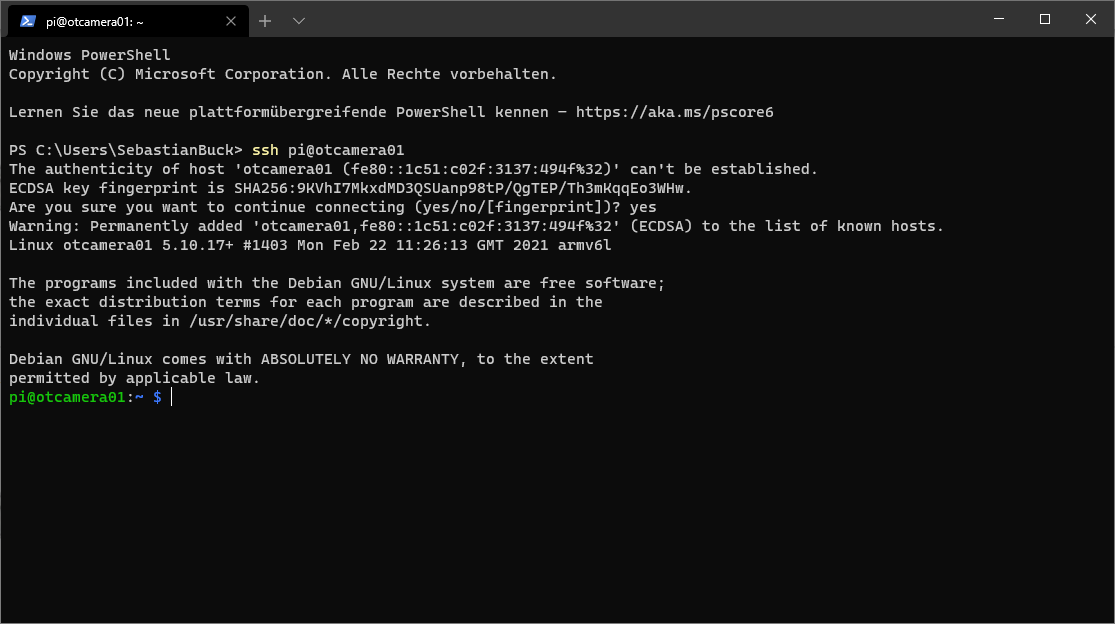 pi@otcamera01: ~
Windows PowerShell
Copyright (C) Microsoft Corporation. Alle Rechte vorbehalten.
Lernen Sie das neue plattformübergreifende PowerShell kennen – https://aka.ms/pscore6
PS C:\Users\SebastianBuck> ssh pi@otcamera01
The authenticity of host 'otcamera01 (fe80::1c51:c02f:3137:494f%32)' can't be established.
ECDSA key fingerprint is SHA256:9KVhI7MkxdMD3QSUanp98tP/QgTEP/Th3mKqqEo3WHw.
Are you sure you want to continue connecting (yes/no/[fingerprint])? yes
Warning: Permanently added 'otcamera01,fe80::1c51:c02f:3137:494f%32' (ECDSA) to the list of known hosts.
Linux otcamera01 5.10.17+ #1403 Mon Feb 22 11:26:13 GMT 2021 armv6l
The programs included with the Debian GNU/Linux system are free software;
the exact distribution terms for each program are described in the
individual files in /usr/share/doc/*/copyright.
Debian GNU/Linux comes with ABSOLUTELY NO WARRANTY, to the extent
permitted by applicable law.
pi@otcamera01:~ $